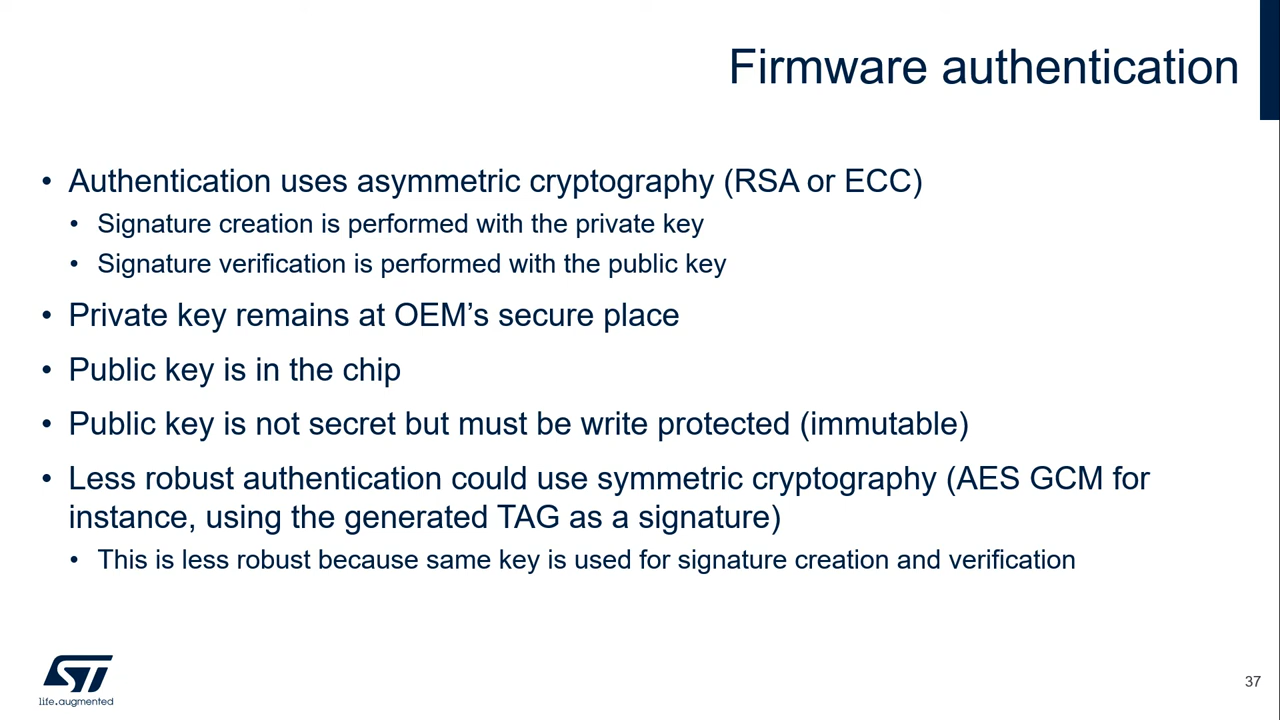 Firmware authentication
• Authentication uses asymmetric cryptography (RSA or ECC)
• Signature creation is performed with the private key
• Signature verification is performed with the public key
• Private key remains at OEM’s secure place
• Public key is in the chip
• Public key is not secret but must be write protected (immutable)
• Less robust authentication could use symmetric cryptography (AES GCM for
instance, using the generated TAG as a signature)
• This is less robust because same key is used for signature creation and verification
ST
life.augmented
37